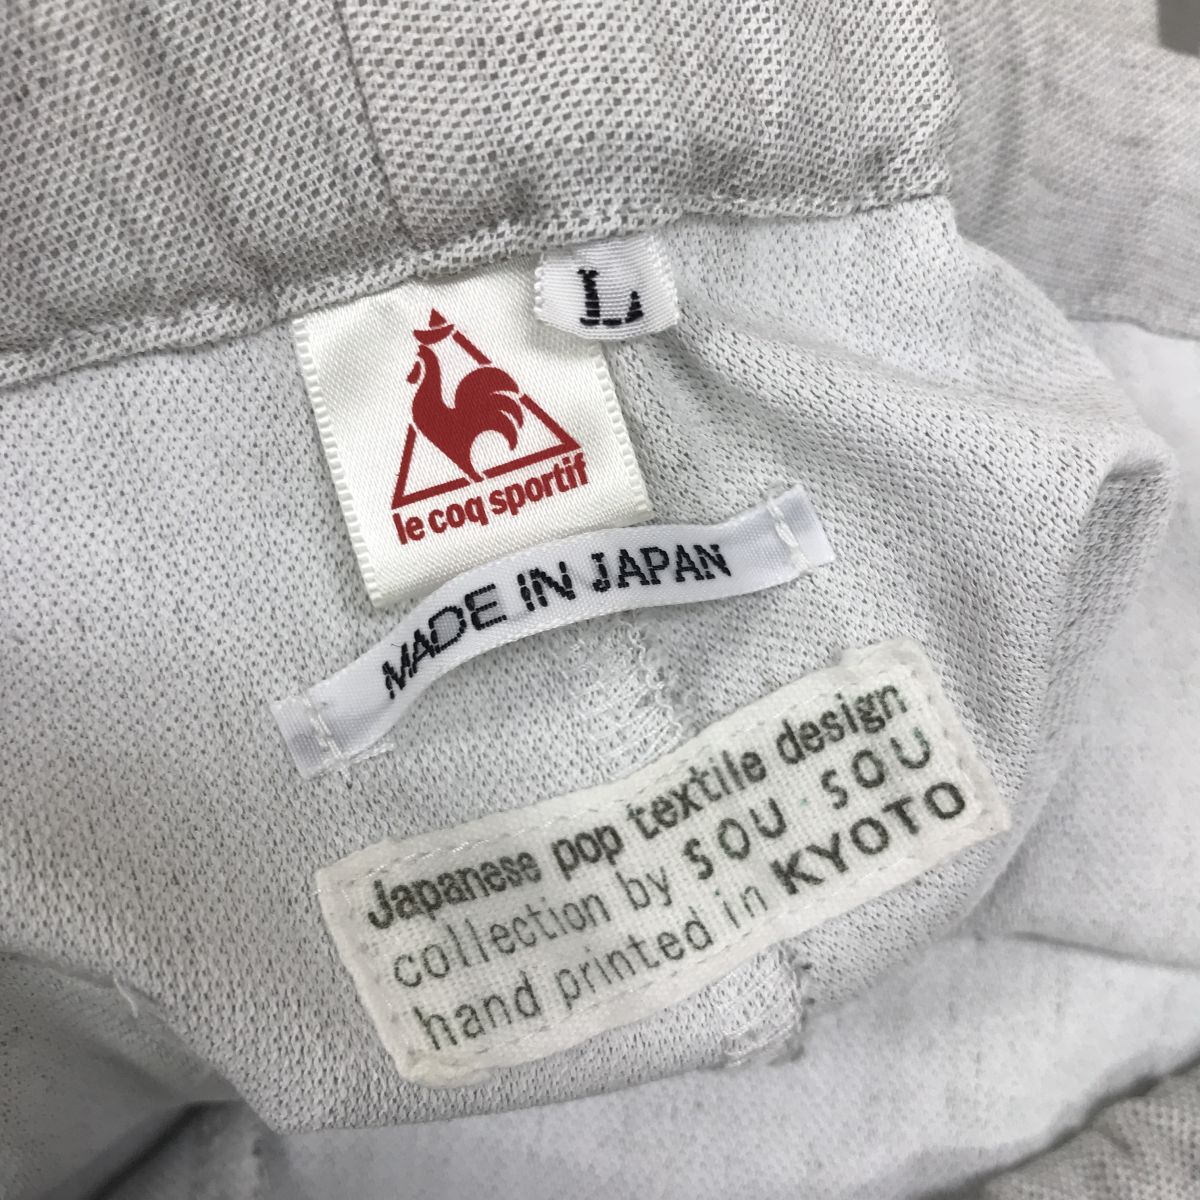 L
le coq sportif
MADE IN JAPAN
Japanese pop textile design
collection by SOU SOU
hand printed in KYOTO